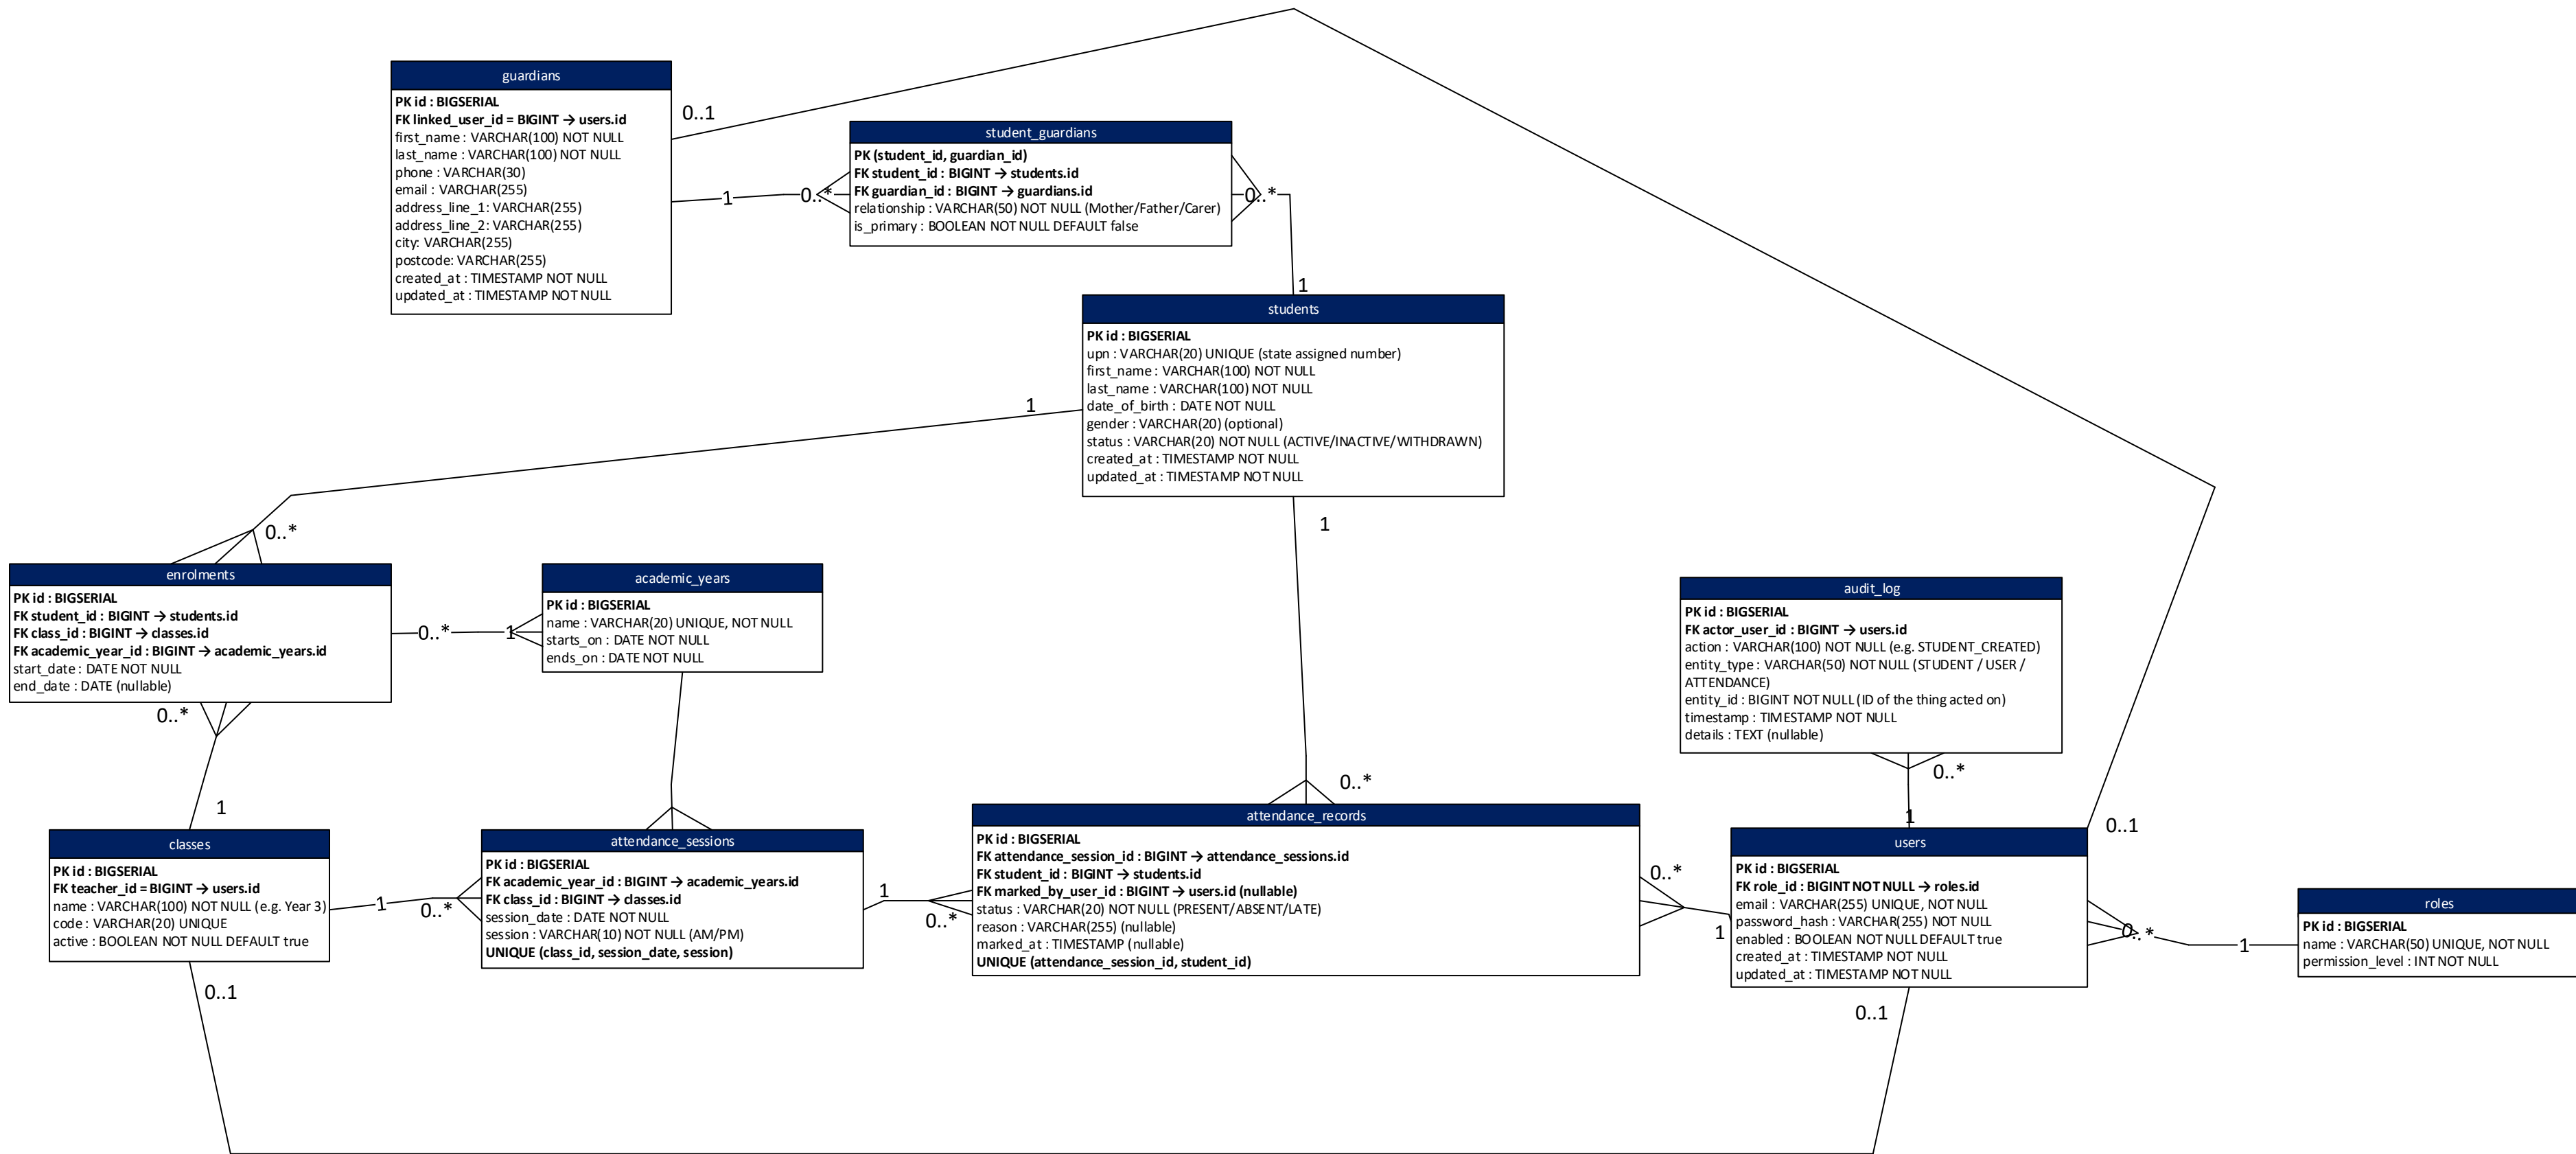 guardians
PK id : BIGSERIAL
FK linked_user_id = BIGINT → users.id
first_name : VARCHAR(100) NOT NULL
last_name : VARCHAR(100) NOT NULL
phone : VARCHAR(30)
email : VARCHAR(255)
address_line_1: VARCHAR(255)
address_line_2: VARCHAR(255)
city: VARCHAR(255)
postcode: VARCHAR(255)
created_at : TIMESTAMP NOT NULL
updated_at : TIMESTAMP NOT NULL
0..1
1
0..*
student_guardians
PK (student_id, guardian_id)
FK student_id : BIGINT → students.id
FK guardian_id : BIGINT → guardians.id
relationship : VARCHAR(50) NOT NULL (Mother/Father/Carer)
is_primary : BOOLEAN NOT NULL DEFAULT false
0..*
1
students
PK id : BIGSERIAL
upn : VARCHAR(20) UNIQUE (state assigned number)
first_name : VARCHAR(100) NOT NULL
last_name : VARCHAR(100) NOT NULL
date_of_birth : DATE NOT NULL
gender : VARCHAR(20) (optional)
status : VARCHAR(20) NOT NULL (ACTIVE/INACTIVE/WITHDRAWN)
created_at : TIMESTAMP NOT NULL
updated_at : TIMESTAMP NOT NULL
1
1
0..*
enrolments
PK id : BIGSERIAL
FK student_id : BIGINT → students.id
FK class_id : BIGINT → classes.id
FK academic_year_id : BIGINT → academic_years.id
start_date : DATE NOT NULL
end_date : DATE (nullable)
0..*
1
0..*
1
academic_years
PK id : BIGSERIAL
name : VARCHAR(20) UNIQUE, NOT NULL
starts_on : DATE NOT NULL
ends_on : DATE NOT NULL
audit_log
PK id : BIGSERIAL
FK actor_user_id : BIGINT → users.id
action : VARCHAR(100) NOT NULL (e.g. STUDENT_CREATED)
entity_type : VARCHAR(50) NOT NULL (STUDENT / USER /
ATTENDANCE)
entity_id : BIGINT NOT NULL (ID of the thing acted on)
timestamp : TIMESTAMP NOT NULL
details : TEXT (nullable)
0..*
1
0..1
classes
PK id : BIGSERIAL
FK teacher_id = BIGINT → users.id
name : VARCHAR(100) NOT NULL (e.g. Year 3)
code : VARCHAR(20) UNIQUE
active : BOOLEAN NOT NULL DEFAULT true
0..1
1
0..*
attendance_sessions
PK id : BIGSERIAL
FK academic_year_id : BIGINT → academic_years.id
FK class_id : BIGINT → classes.id
session_date : DATE NOT NULL
session : VARCHAR(10) NOT NULL (AM/PM)
UNIQUE (class_id, session_date, session)
1
0..*
0..*
attendance_records
PK id : BIGSERIAL
FK attendance_session_id : BIGINT → attendance_sessions.id
FK student_id : BIGINT → students.id
FK marked_by_user_id : BIGINT → users.id (nullable)
status : VARCHAR(20) NOT NULL (PRESENT/ABSENT/LATE)
reason : VARCHAR(255) (nullable)
marked_at : TIMESTAMP (nullable)
UNIQUE (attendance_session_id, student_id)
0..*
1
users
PK id : BIGSERIAL
FK role_id : BIGINT NOT NULL → roles.id
email : VARCHAR(255) UNIQUE, NOT NULL
password_hash : VARCHAR(255) NOT NULL
enabled : BOOLEAN NOT NULL DEFAULT true
created_at : TIMESTAMP NOT NULL
updated_at : TIMESTAMP NOT NULL
0..1
0..*
1
roles
PK id : BIGSERIAL
name : VARCHAR(50) UNIQUE, NOT NULL
permission_level : INT NOT NULL